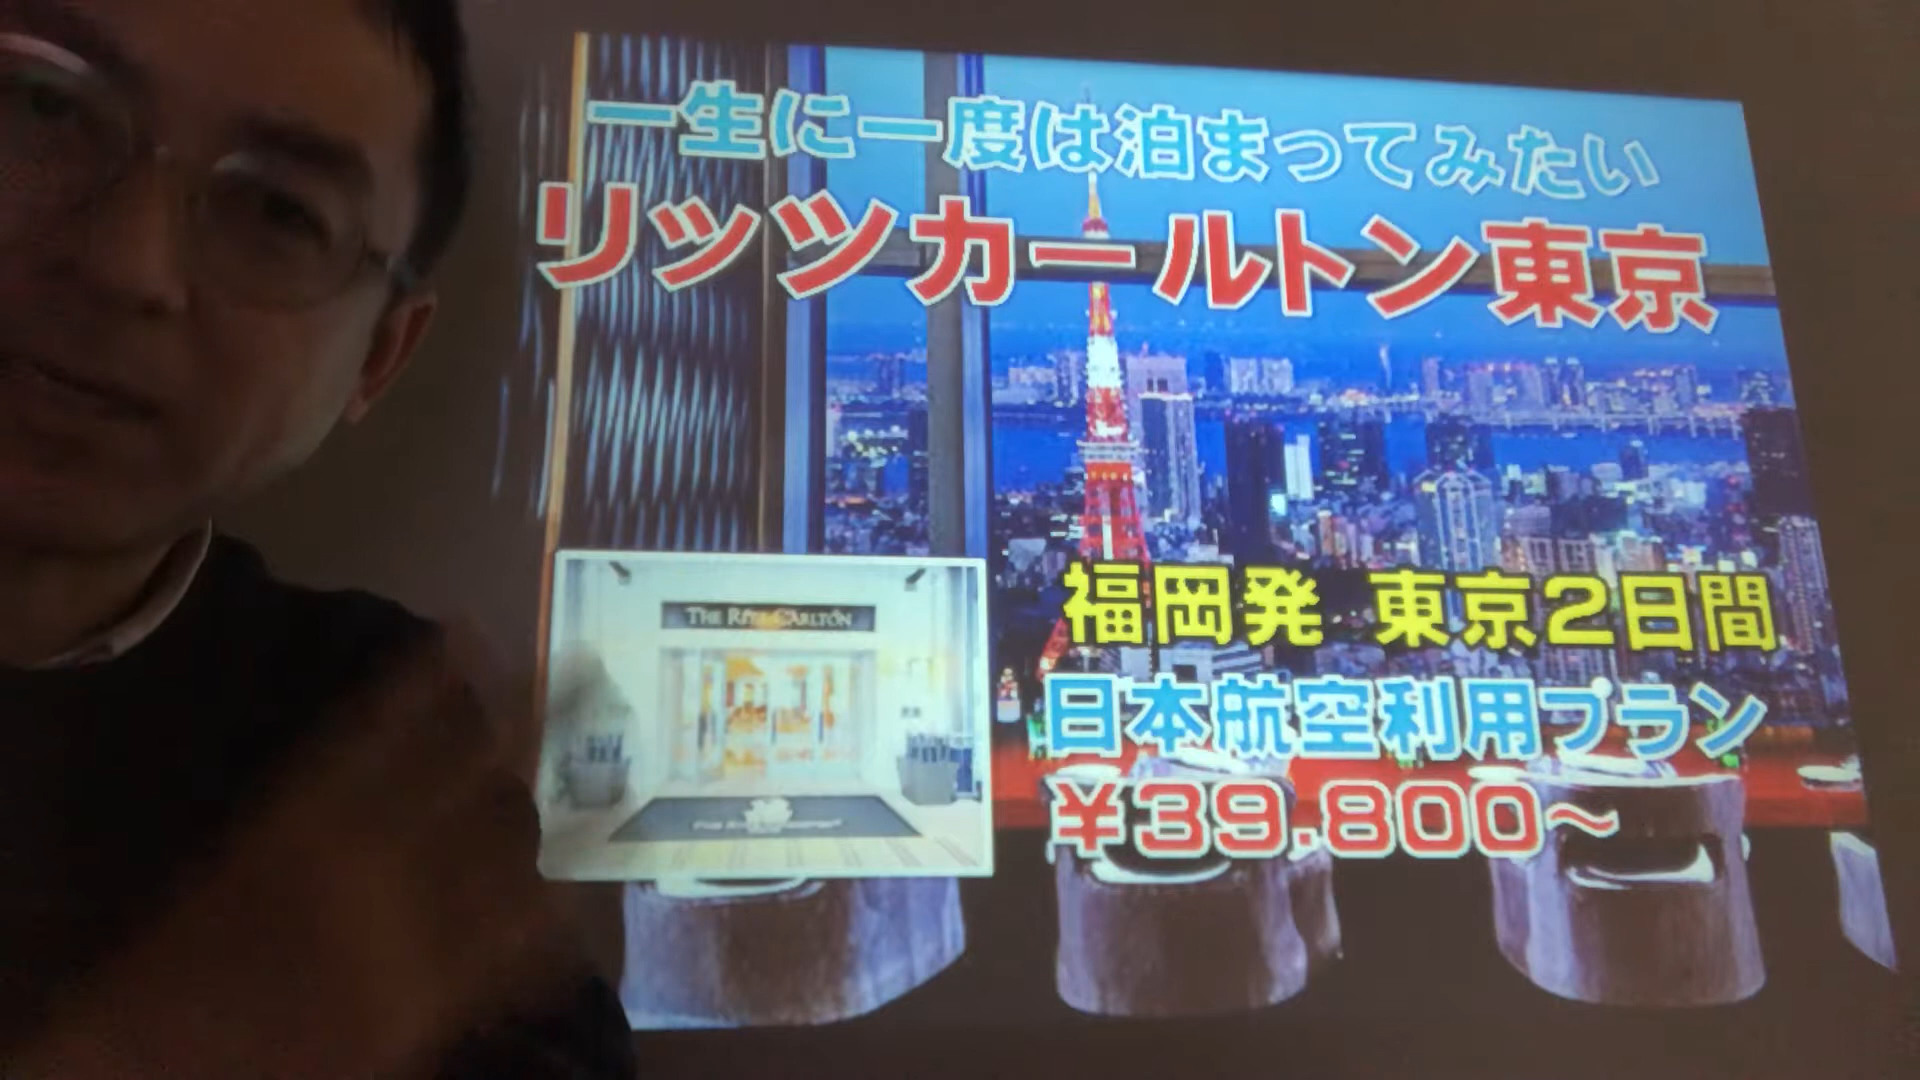 一生に一度は泊まってみたい
リッツカールトン東京
THE RITZ-CARLTON
福岡発 東京2日間
日本航空利用プラン
¥39.800～